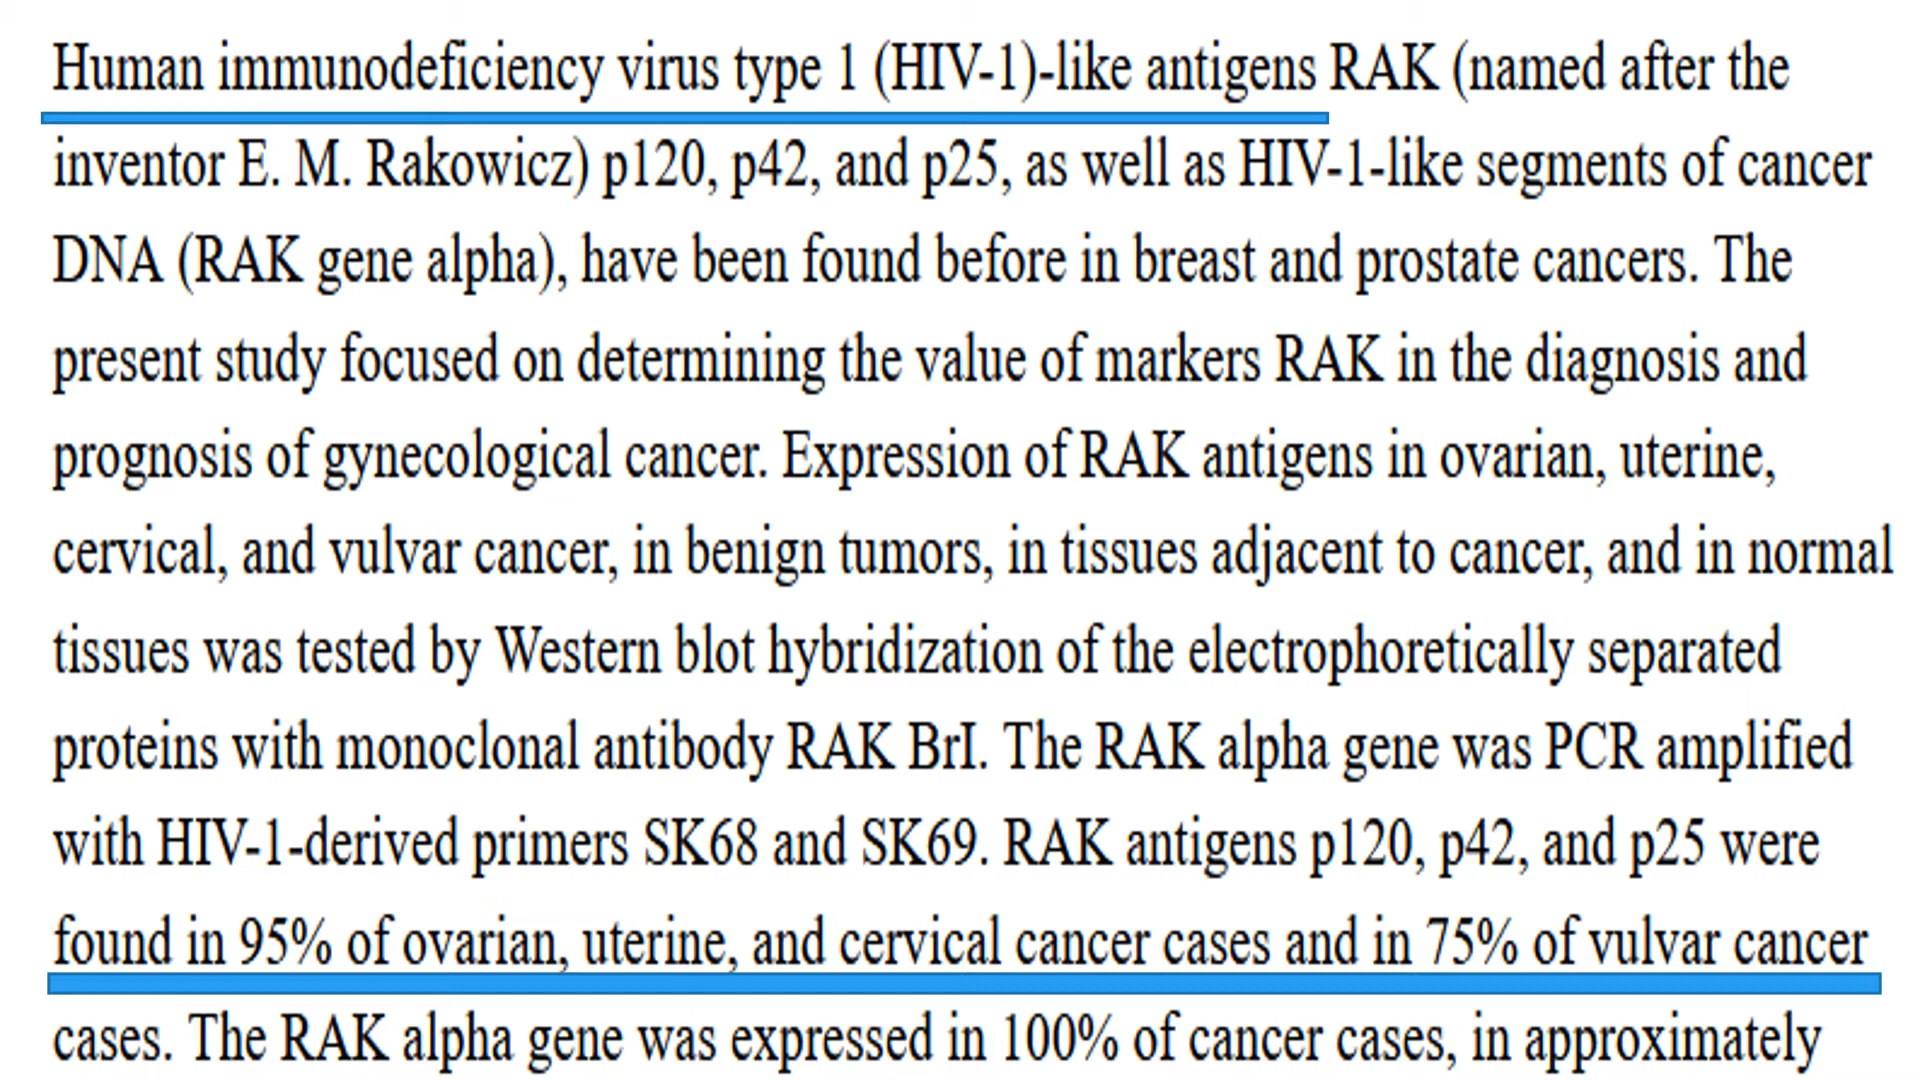 Human immunodeficiency virus type 1 (HIV-1)-like antigens RAK (named after the
inventor E. M. Rakowicz) p120, p42, and p25, as well as HIV-1-like segments of cancer
DNA (RAK gene alpha), have been found before in breast and prostate cancers. The
present study focused on determining the value of markers RAK in the diagnosis and
prognosis of gynecological cancer. Expression of RAK antigens in ovarian, uterine,
cervical, and vulvar cancer, in benign tumors, in tissues adjacent to cancer, and in normal
tissues was tested by Western blot hybridization of the electrophoretically separated
proteins with monoclonal antibody RAK BrI. The RAK alpha gene was PCR amplified
with HIV-1-derived primers SK68 and SK69. RAK antigens p120, p42, and p25 were
found in 95% of ovarian, uterine, and cervical cancer cases and in 75% of vulvar cancer
cases. The RAK alpha gene was expressed in 100% of cancer cases, in approximately